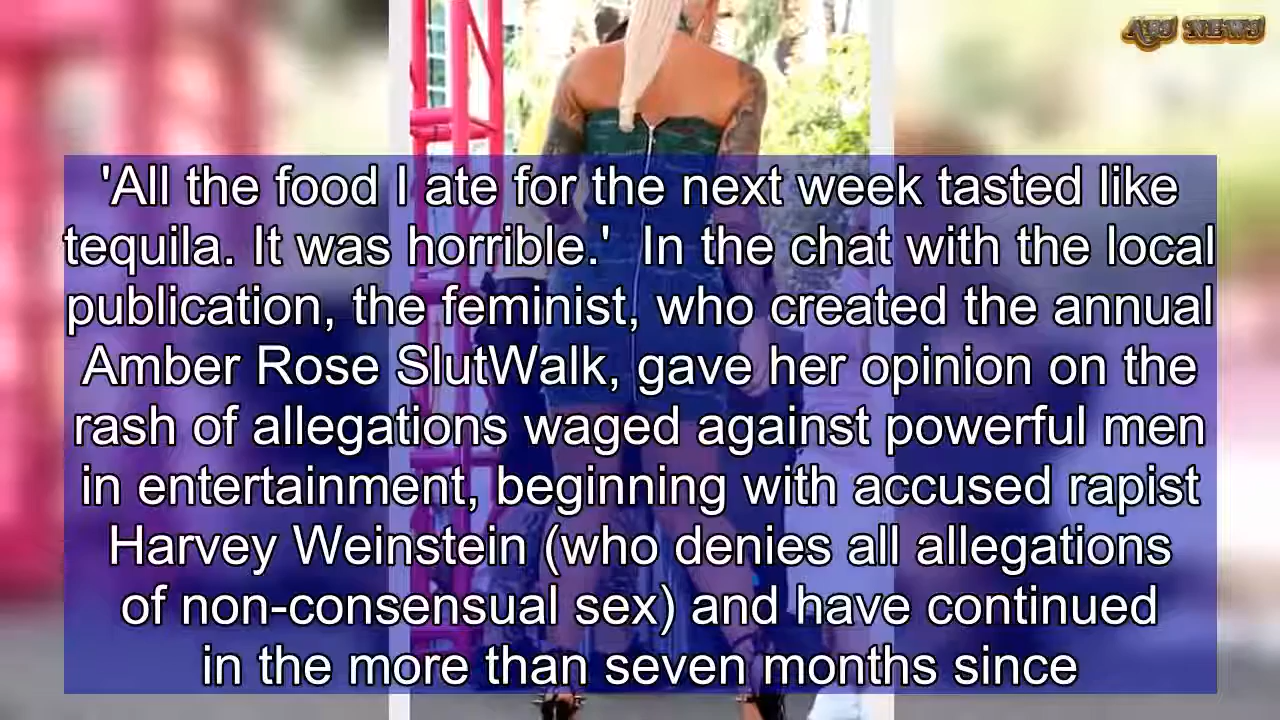 ABS NEWS
'All the food I ate for the next week tasted like
tequila. It was horrible.'  In the chat with the local
publication, the feminist, who created the annual
Amber Rose SlutWalk, gave her opinion on the
rash of allegations waged against powerful men
in entertainment, beginning with accused rapist
Harvey Weinstein (who denies all allegations
of non-consensual sex) and have continued
in the more than seven months since